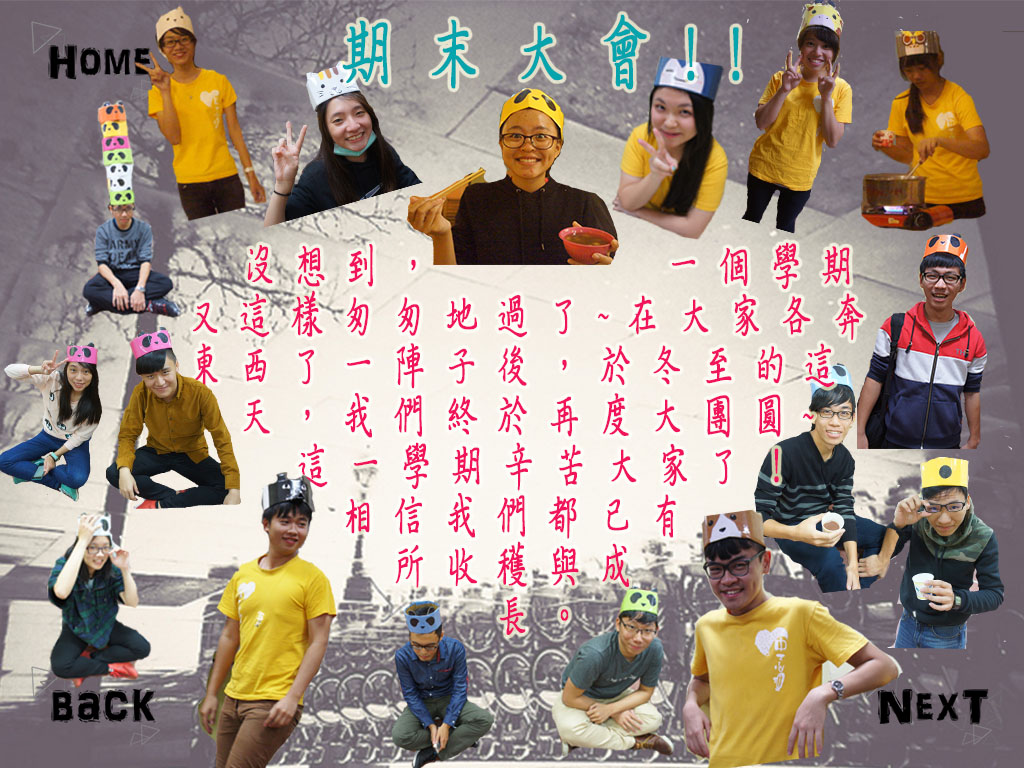 HOME
期末大會!!
沒想到，一個學期
又這樣匆匆地過了~在大家各奔
東西了一陣子後，於冬至的這
天，我們終於再度大團圓~
這一學期辛苦大家了!
相信我們都已有
所收穫與成
長。
ARMY
BACK
NEXT